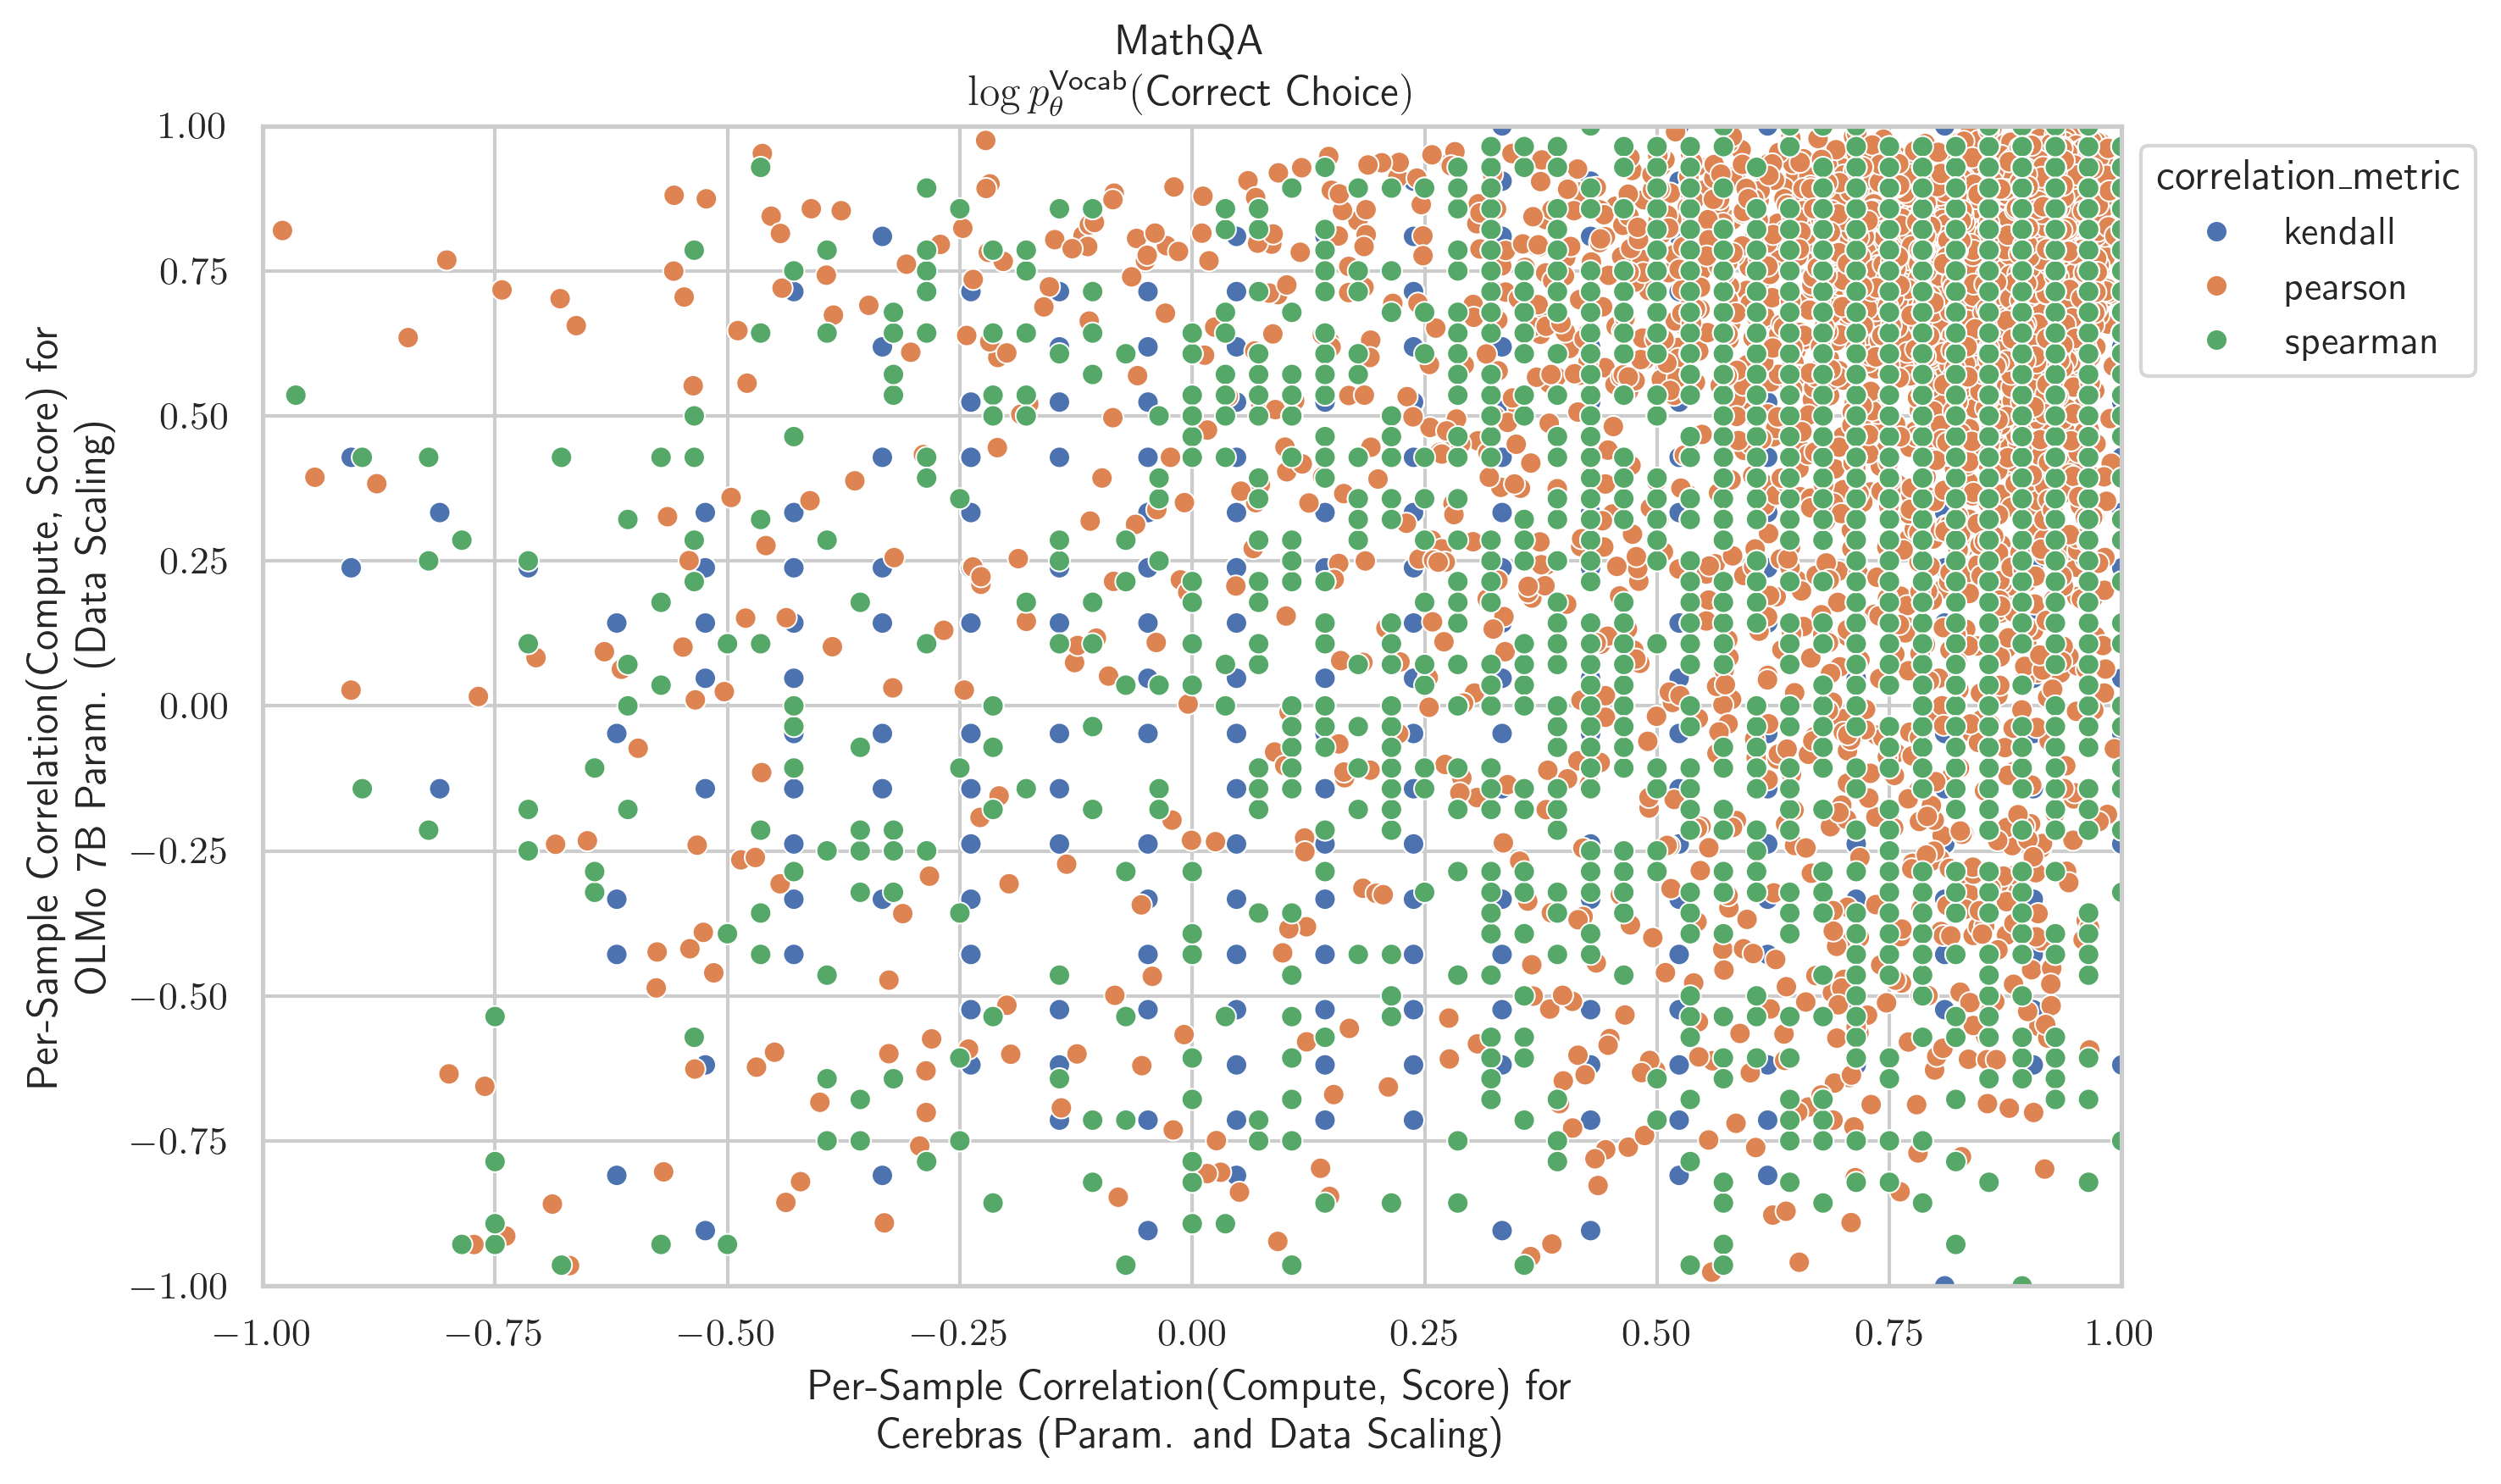 MathQA
log p_θ^Vocab(Correct Choice)
Per-Sample Correlation(Compute, Score) for
OLMo 7B Param. (Data Scaling)
1.00
0.75
0.50
0.25
0.00
−0.25
−0.50
−0.75
−1.00
−1.00 −0.75 −0.50 −0.25 0.00 0.25 0.50 0.75 1.00
Per-Sample Correlation(Compute, Score) for
Cerebras (Param. and Data Scaling)
correlation_metric
kendall
pearson
spearman